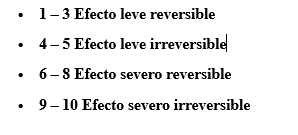 • 1 – 3 Efecto leve reversible
• 4 – 5 Efecto leve irreversible
• 6 – 8 Efecto severo reversible
• 9 – 10 Efecto severo irreversible